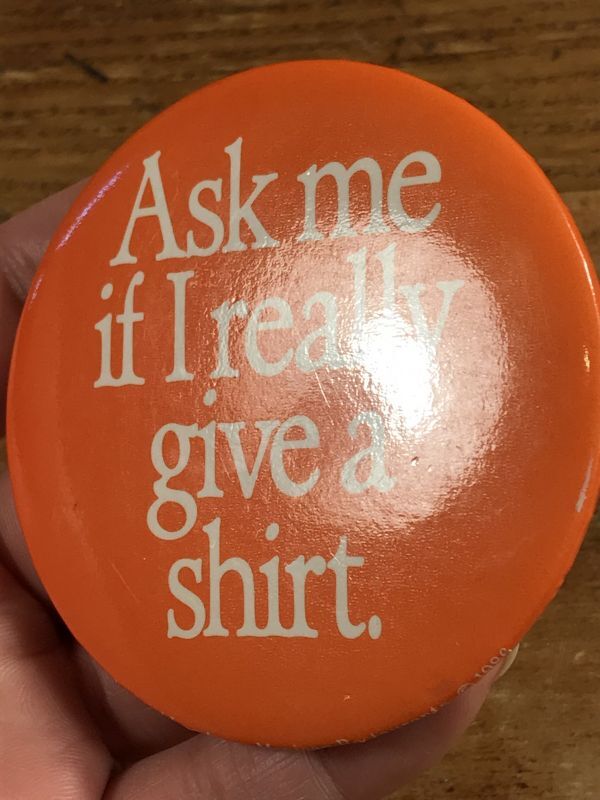 Ask me
if I really
give a
shirt.